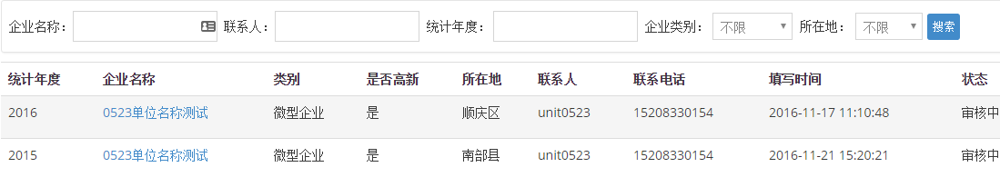 企业名称： 联系人： 统计年度： 企业类别： 不限 所在地： 不限 搜索
统计年度 企业名称 类别 是否高新 所在地 联系人 联系电话 填写时间 状态
2016 0523单位名称测试 微型企业 是 顺庆区 unit0523 15208330154 2016-11-17 11:10:48 审核中
2015 0523单位名称测试 微型企业 是 南部县 unit0523 15208330154 2016-11-21 15:20:21 审核中